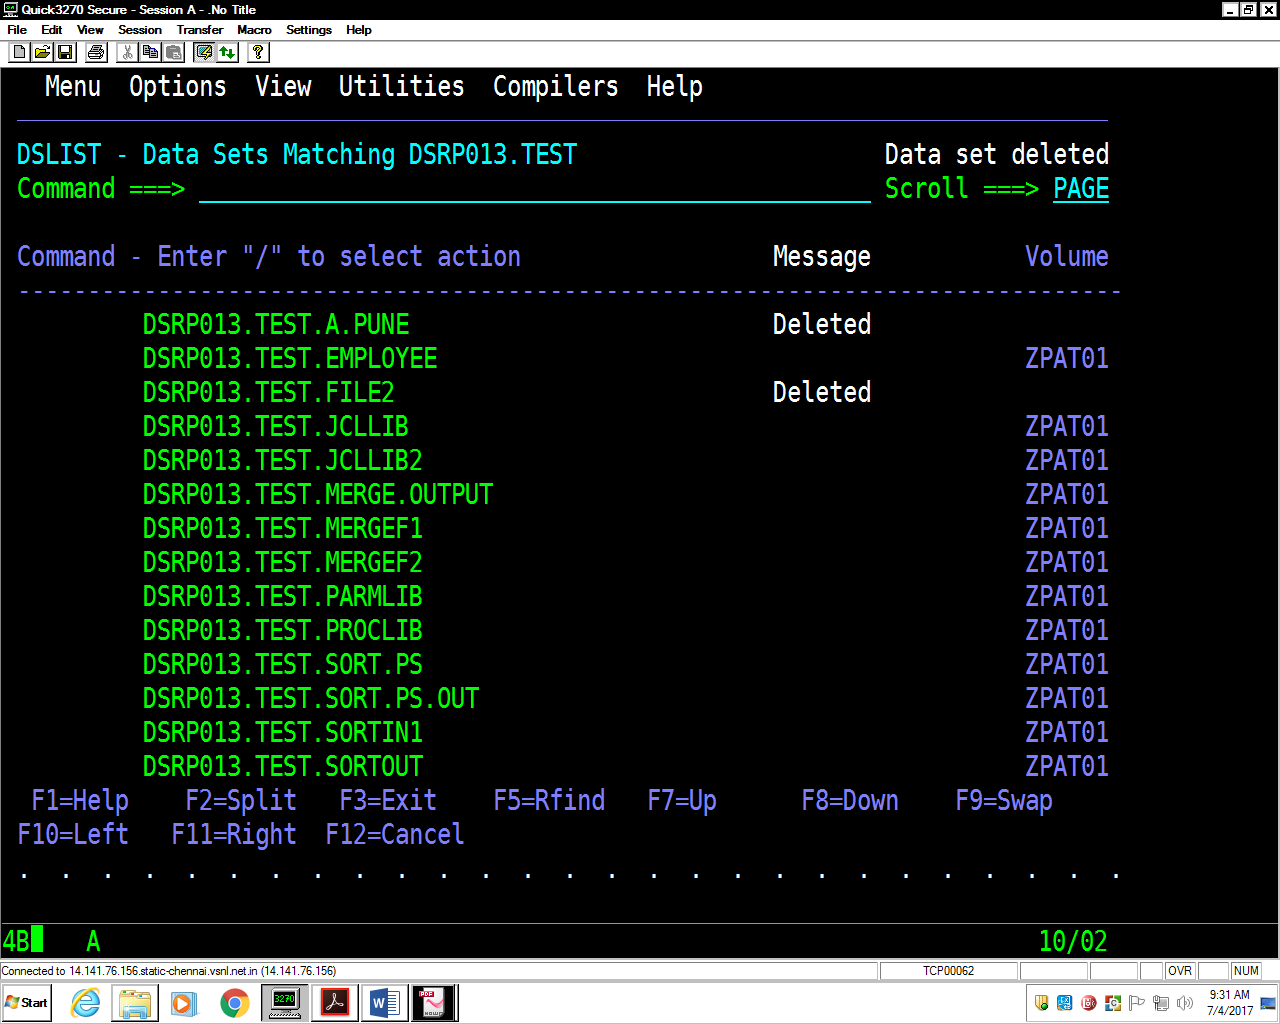 Quick3270 Secure - Session A - .No Title
File Edit View Session Transfer Macro Settings Help
Menu Options View Utilities Compilers Help
DSLIST - Data Sets Matching DSRP013.TEST Data set deleted
Command ===> Scroll ===> PAGE
Command - Enter "/" to select action Message Volume
-------------------------------------------------------------------------------
DSRP013.TEST.A.PUNE Deleted
DSRP013.TEST.EMPLOYEE ZPAT01
DSRP013.TEST.FILE2 Deleted
DSRP013.TEST.JCLLIB ZPAT01
DSRP013.TEST.JCLLIB2 ZPAT01
DSRP013.TEST.MERGE.OUTPUT ZPAT01
DSRP013.TEST.MERGEF1 ZPAT01
DSRP013.TEST.MERGEF2 ZPAT01
DSRP013.TEST.PARMLIB ZPAT01
DSRP013.TEST.PROCLIB ZPAT01
DSRP013.TEST.SORT.PS ZPAT01
DSRP013.TEST.SORT.PS.OUT ZPAT01
DSRP013.TEST.SORTIN1 ZPAT01
DSRP013.TEST.SORTOUT ZPAT01
F1=Help F2=Split F3=Exit F5=Rfind F7=Up F8=Down F9=Swap
F10=Left F11=Right F12=Cancel
. . . . . . . . . . . . . . . . . . . . . . . . . . .
4B A 10/02
Connected to 14.141.76.156.static-chennai.vsnl.net.in (14.141.76.156) TCP00062 OVR NUM
Start 3270 PDF 9:31 AM
7/4/2017